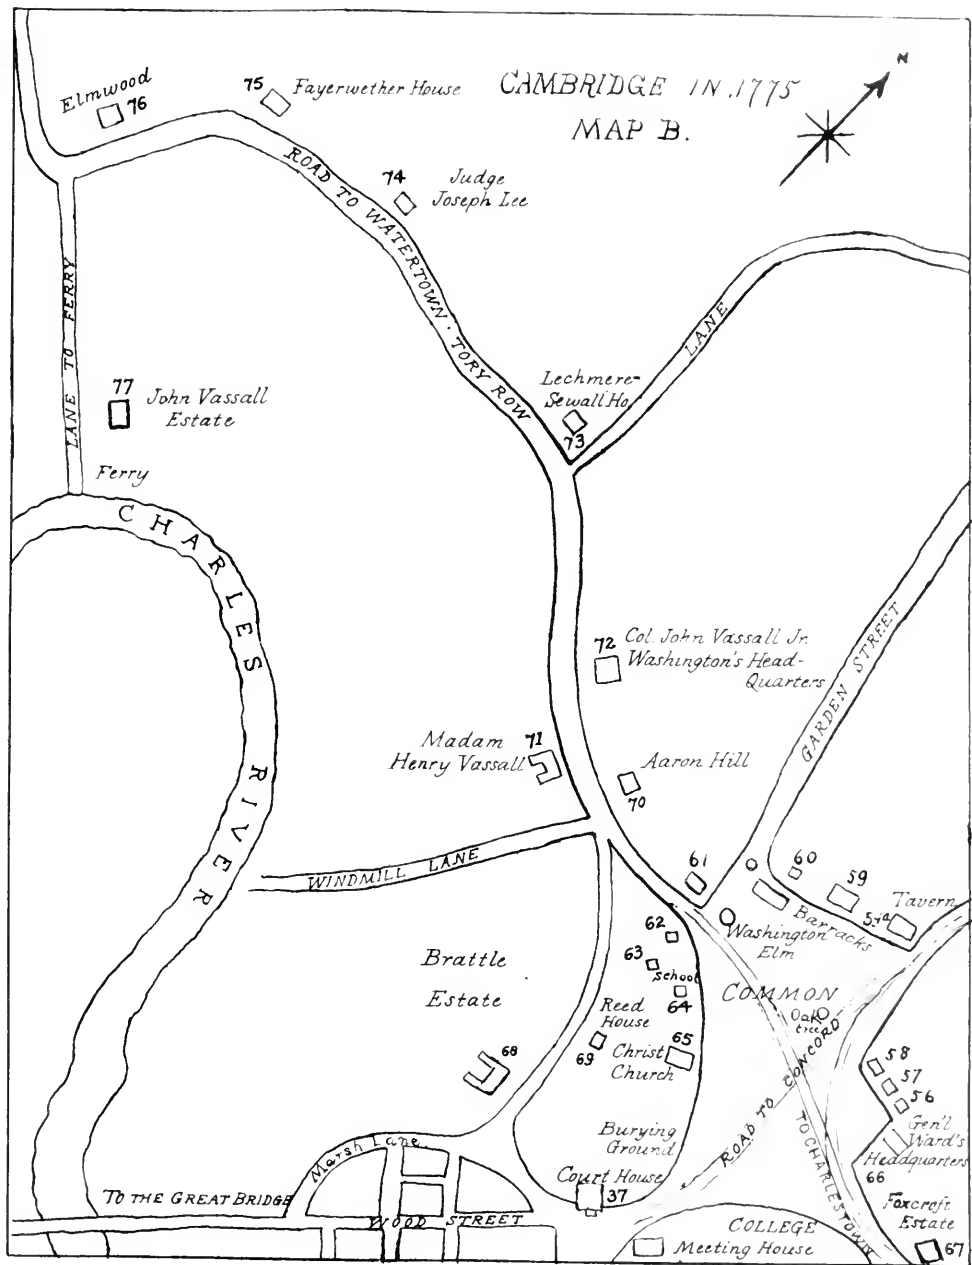 CAMBRIDGE IN 1775
MAP B.
N
Elmwood
76
75
Fayerwether House
74
Judge
Joseph Lee
ROAD TO WATERTOWN · TORY ROW
LANE TO FERRY
LANE
77
John Vassall
Estate
Lechmere-
Sewall Ho.
73
Ferry
CHARLES RIVER
72
Col. John Vassall Jr.
Washington's Head-
Quarters
GARDEN STREET
71
Madam
Henry Vassall
Aaron Hill
70
WINDMILL LANE
61
60
59
Tavern
Barracks
Washington
Elm
62
63
School
64
COMMON
Oak
tree
Brattle
Estate
Reed
House
69
65
Christ
Church
68
58
57
56
Gen'l
Ward's
Headquarters
66
ROAD TO CONCORD
TO CHARLESTOWN
Burying
Ground
Marsh Lane
Court House
37
TO THE GREAT BRIDGE
WOOD STREET
Foxcroft
Estate
67
COLLEGE
Meeting House